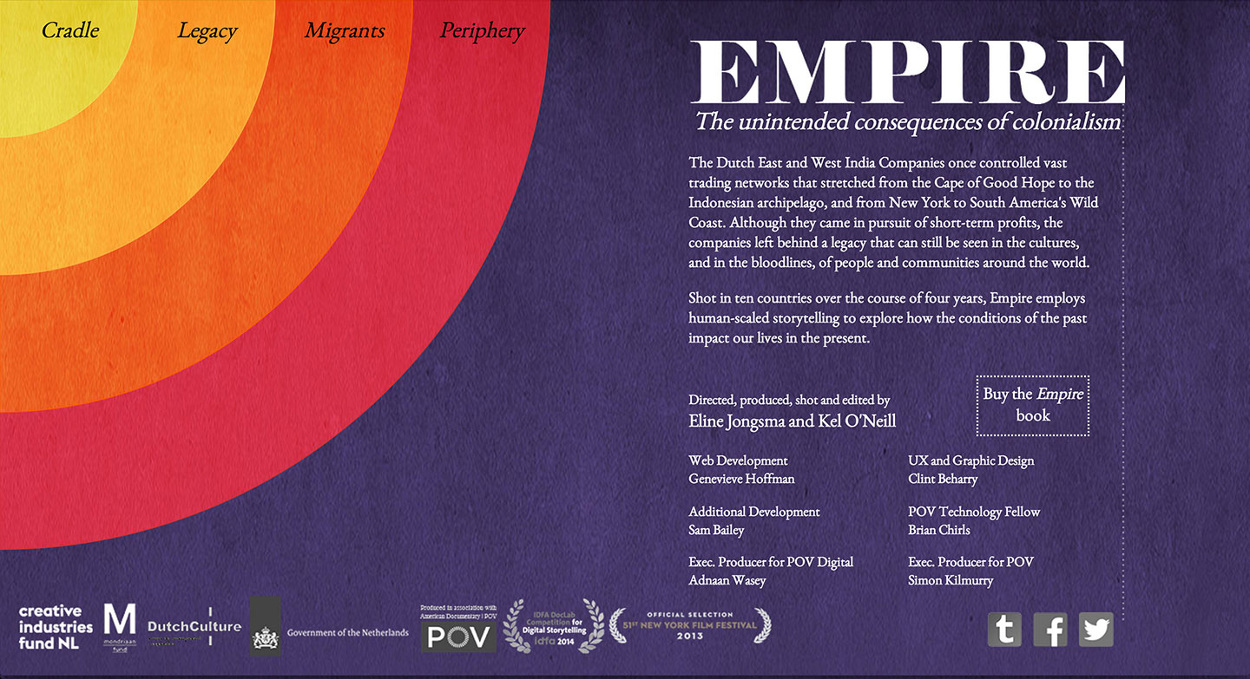 Cradle
Legacy
Migrants
Periphery
EMPIRE
The unintended consequences of colonialism
The Dutch East and West India Companies once controlled vast
trading networks that stretched from the Cape of Good Hope to the
Indonesian archipelago, and from New York to South America's Wild
Coast. Although they came in pursuit of short-term profits, the
companies left behind a legacy that can still be seen in the cultures,
and in the bloodlines, of people and communities around the world.
Shot in ten countries over the course of four years, Empire employs
human-scaled storytelling to explore how the conditions of the past
impact our lives in the present.
Directed, produced, shot and edited by
Eline Jongsma and Kel O'Neill
Buy the Empire
book
Web Development
Genevieve Hoffman
UX and Graphic Design
Clint Beharry
Additional Development
Sam Bailey
POV Technology Fellow
Brian Chirls
Exec. Producer for POV Digital
Adnaan Wasey
Exec. Producer for POV
Simon Kilmurry
creative
industries
fund NL
M
mondriaan
fund
DutchCulture
Government of the Netherlands
Produced in association with
American Documentary | POV
POV
IDFA DocLab
Competition for
Digital Storytelling
idfa 2014
OFFICIAL SELECTION
51ST NEW YORK FILM FESTIVAL
2013
t
f